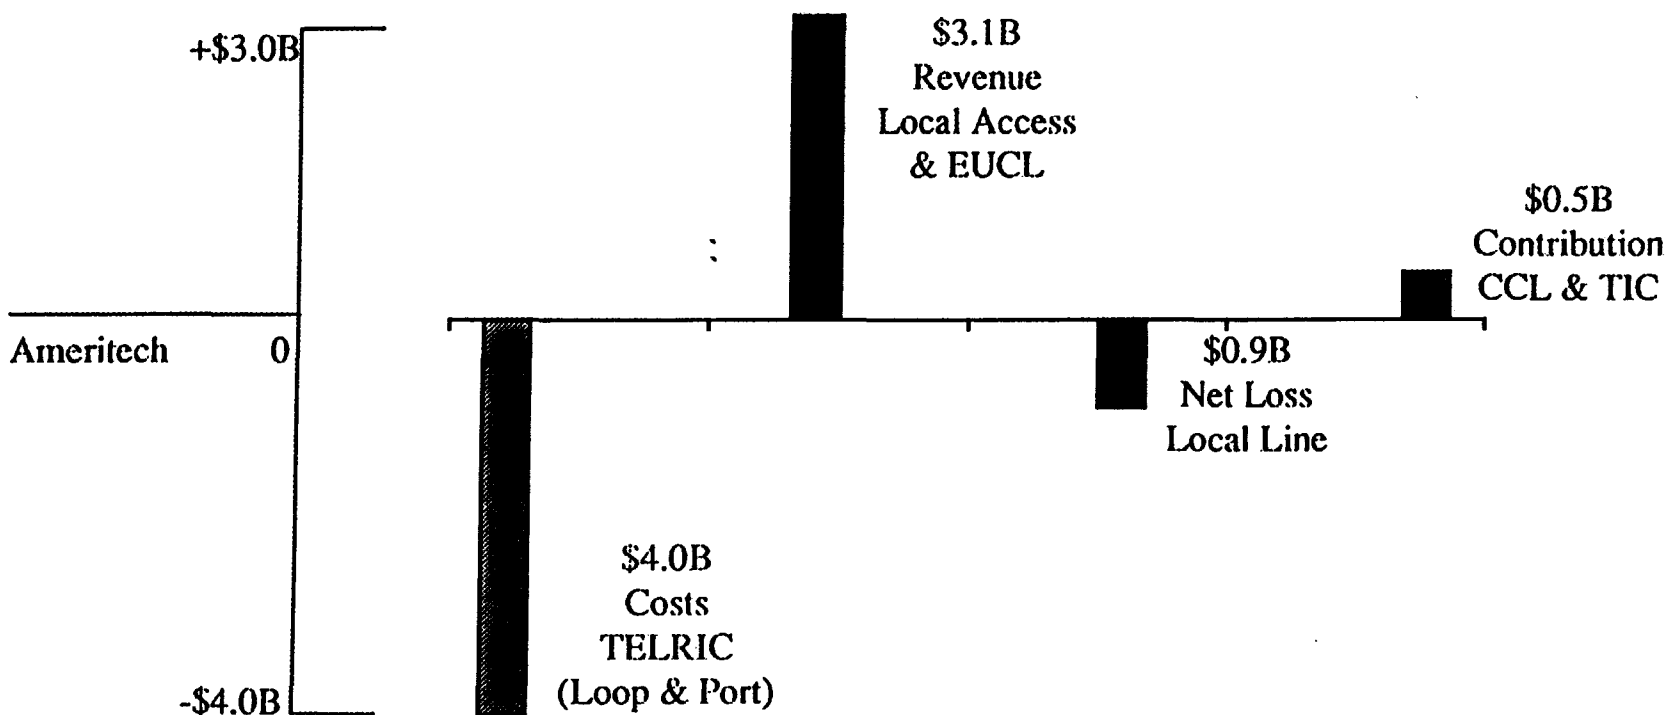 +$3.0B
$3.1B
Revenue
Local Access
& EUCL
$0.5B
Contribution
CCL & TIC
Ameritech 0
$0.9B
Net Loss
Local Line
$4.0B
Costs
TELRIC
(Loop & Port)
-$4.0B